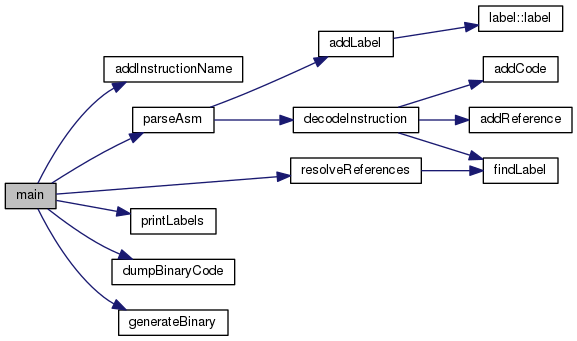 main
addInstructionName
parseAsm
resolveReferences
printLabels
dumpBinaryCode
generateBinary
addLabel
decodeInstruction
label::label
addCode
addReference
findLabel